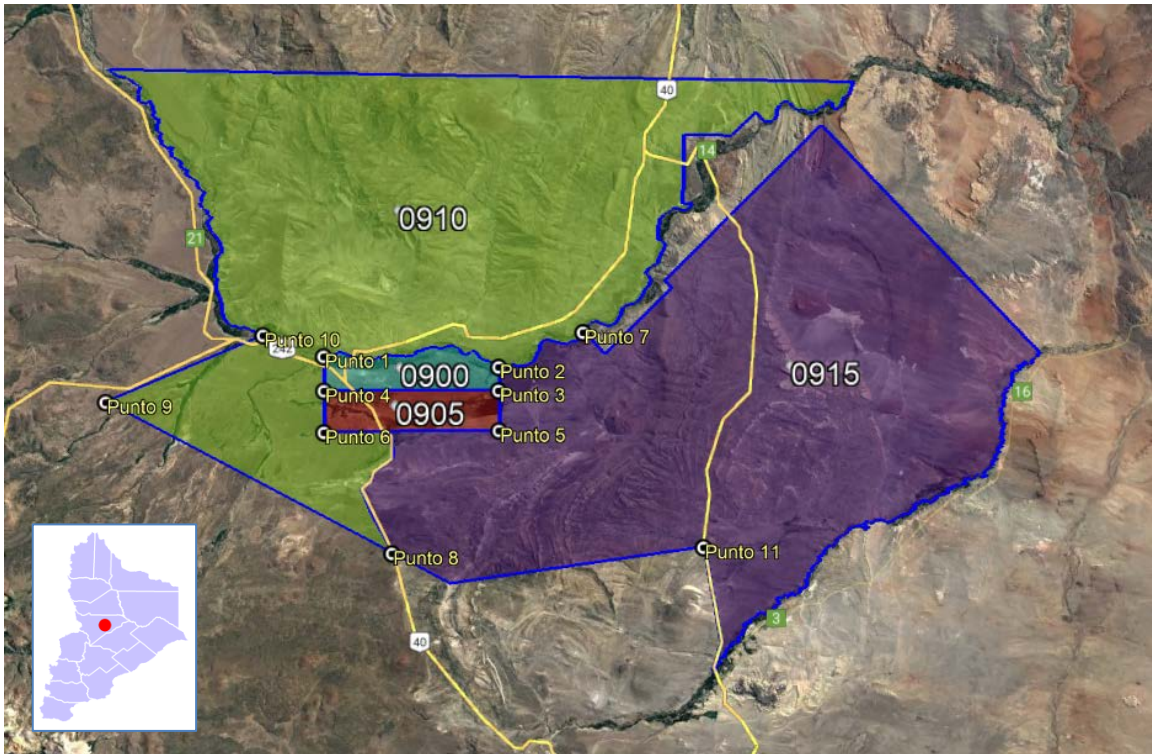 40
14
0910
21
Punto 10
242
Punto 7
Punto 1
Punto 2
0900
0915
Punto 4
Punto 3
16
Punto 9
0905
Punto 6
Punto 5
Punto 11
Punto 8
3
40